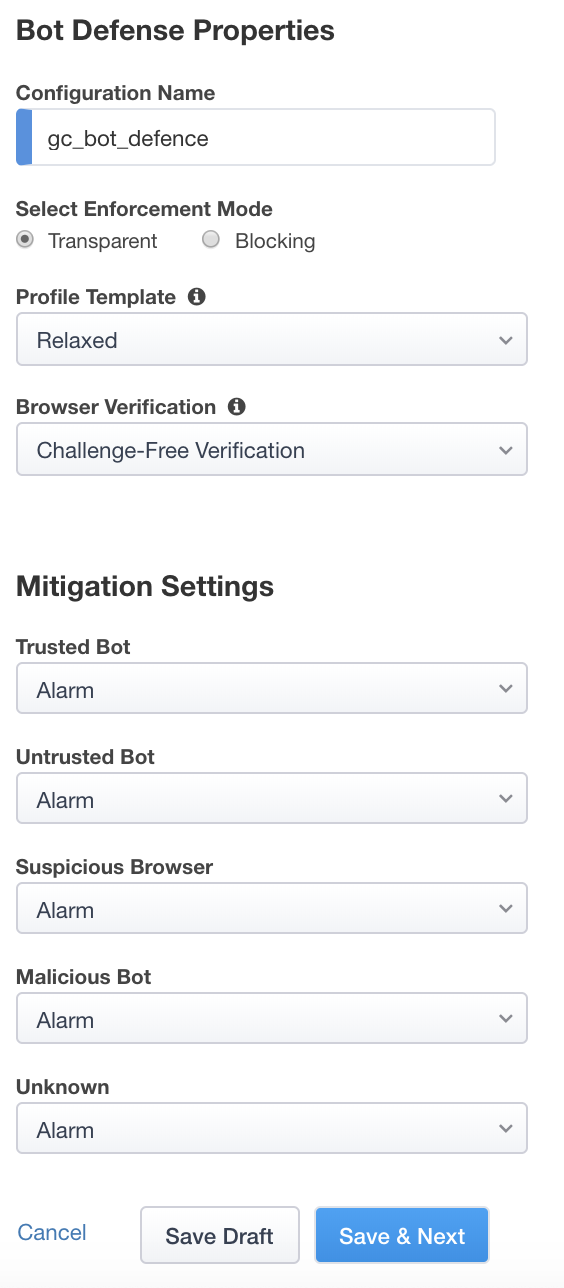 Bot Defense Properties
Configuration Name
gc_bot_defence
Select Enforcement Mode
Transparent Blocking
Profile Template
Relaxed
Browser Verification
Challenge-Free Verification
Mitigation Settings
Trusted Bot
Alarm
Untrusted Bot
Alarm
Suspicious Browser
Alarm
Malicious Bot
Alarm
Unknown
Alarm
Cancel Save Draft Save & Next